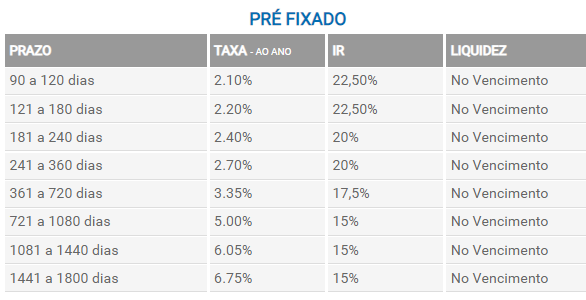 PRÉ FIXADO
PRAZO TAXA - AO ANO IR LIQUIDEZ
90 a 120 dias 2.10% 22,50% No Vencimento
121 a 180 dias 2.20% 22,50% No Vencimento
181 a 240 dias 2.40% 20% No Vencimento
241 a 360 dias 2.70% 20% No Vencimento
361 a 720 dias 3.35% 17,5% No Vencimento
721 a 1080 dias 5.00% 15% No Vencimento
1081 a 1440 dias 6.05% 15% No Vencimento
1441 a 1800 dias 6.75% 15% No Vencimento